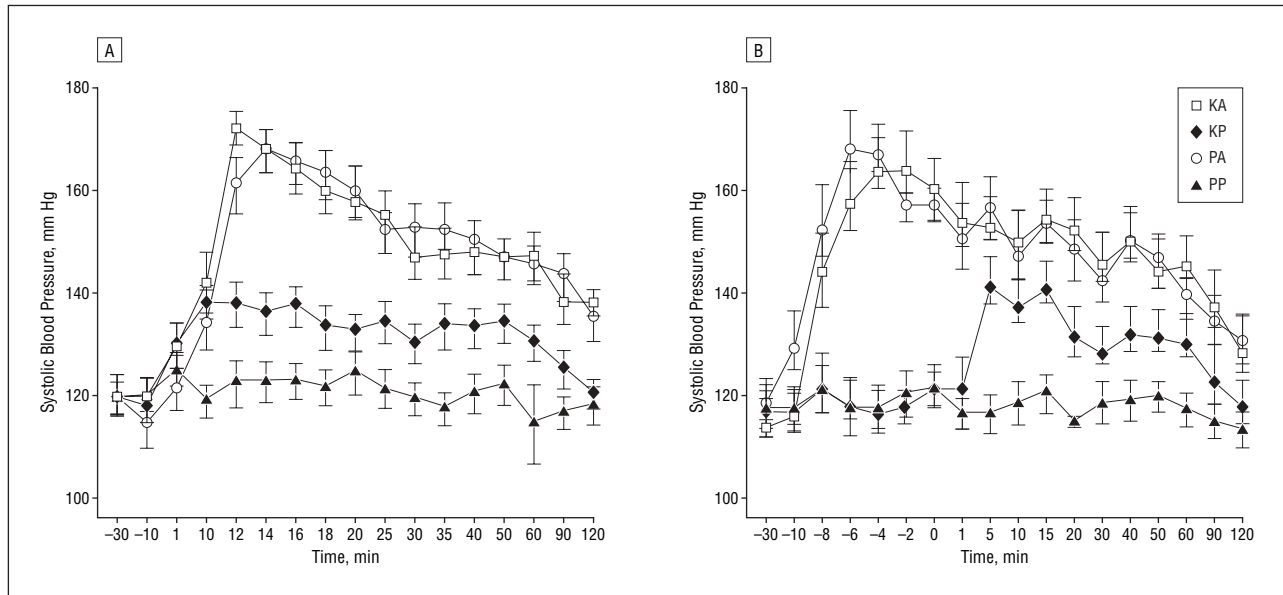 A
Systolic Blood Pressure, mm Hg
180
160
140
120
100
–30 –10 1 10 12 14 16 18 20 25 30 35 40 50 60 90 120
Time, min
B
Systolic Blood Pressure, mm Hg
180
160
140
120
100
–30 –10 –8 –6 –4 –2 0 1 5 10 15 20 30 40 50 60 90 120
Time, min
KA
KP
PA
PP